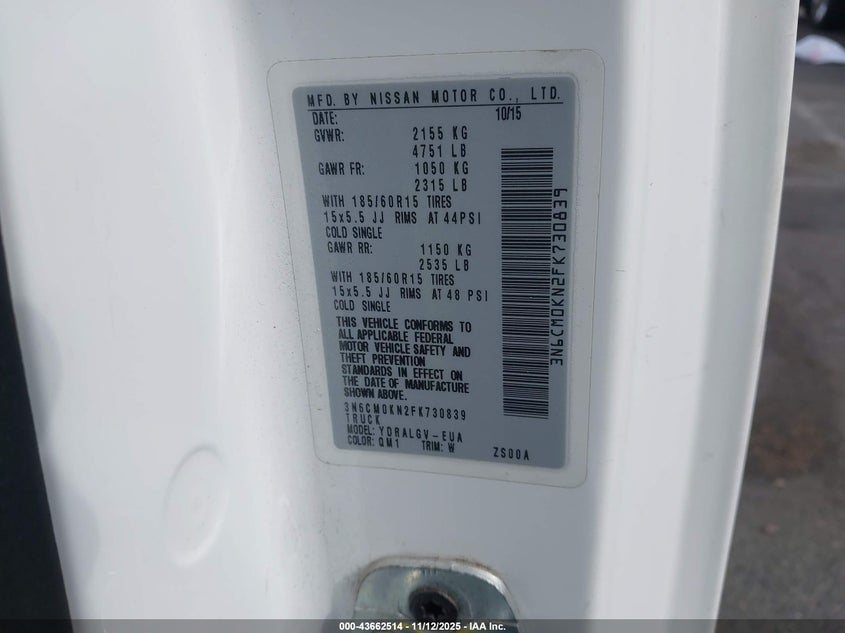 MFD. BY NISSAN MOTOR CO., LTD.
DATE: 10/15
GVWR: 2155 KG
4751 LB
GAWR FR: 1050 KG
2315 LB
WITH 185/60R15 TIRES
15x5.5 JJ RIMS AT 44PSI
COLD SINGLE
GAWR RR: 1150 KG
2535 LB
WITH 185/60R15 TIRES
15x5.5 JJ RIMS AT 48 PSI
COLD SINGLE
THIS VEHICLE CONFORMS TO
ALL APPLICABLE FEDERAL
MOTOR VEHICLE SAFETY AND
THEFT PREVENTION
STANDARDS IN EFFECT ON
THE DATE OF MANUFACTURE
SHOWN ABOVE.
3N6CM0KN2FK730839
TRUCK
MODEL: YDRALGV-EUA
COLOR: QM1 TRIM: W ZS00A
3N6CM0KN2FK730839
000-43662514 - 11/12/2025 - IAA Inc.